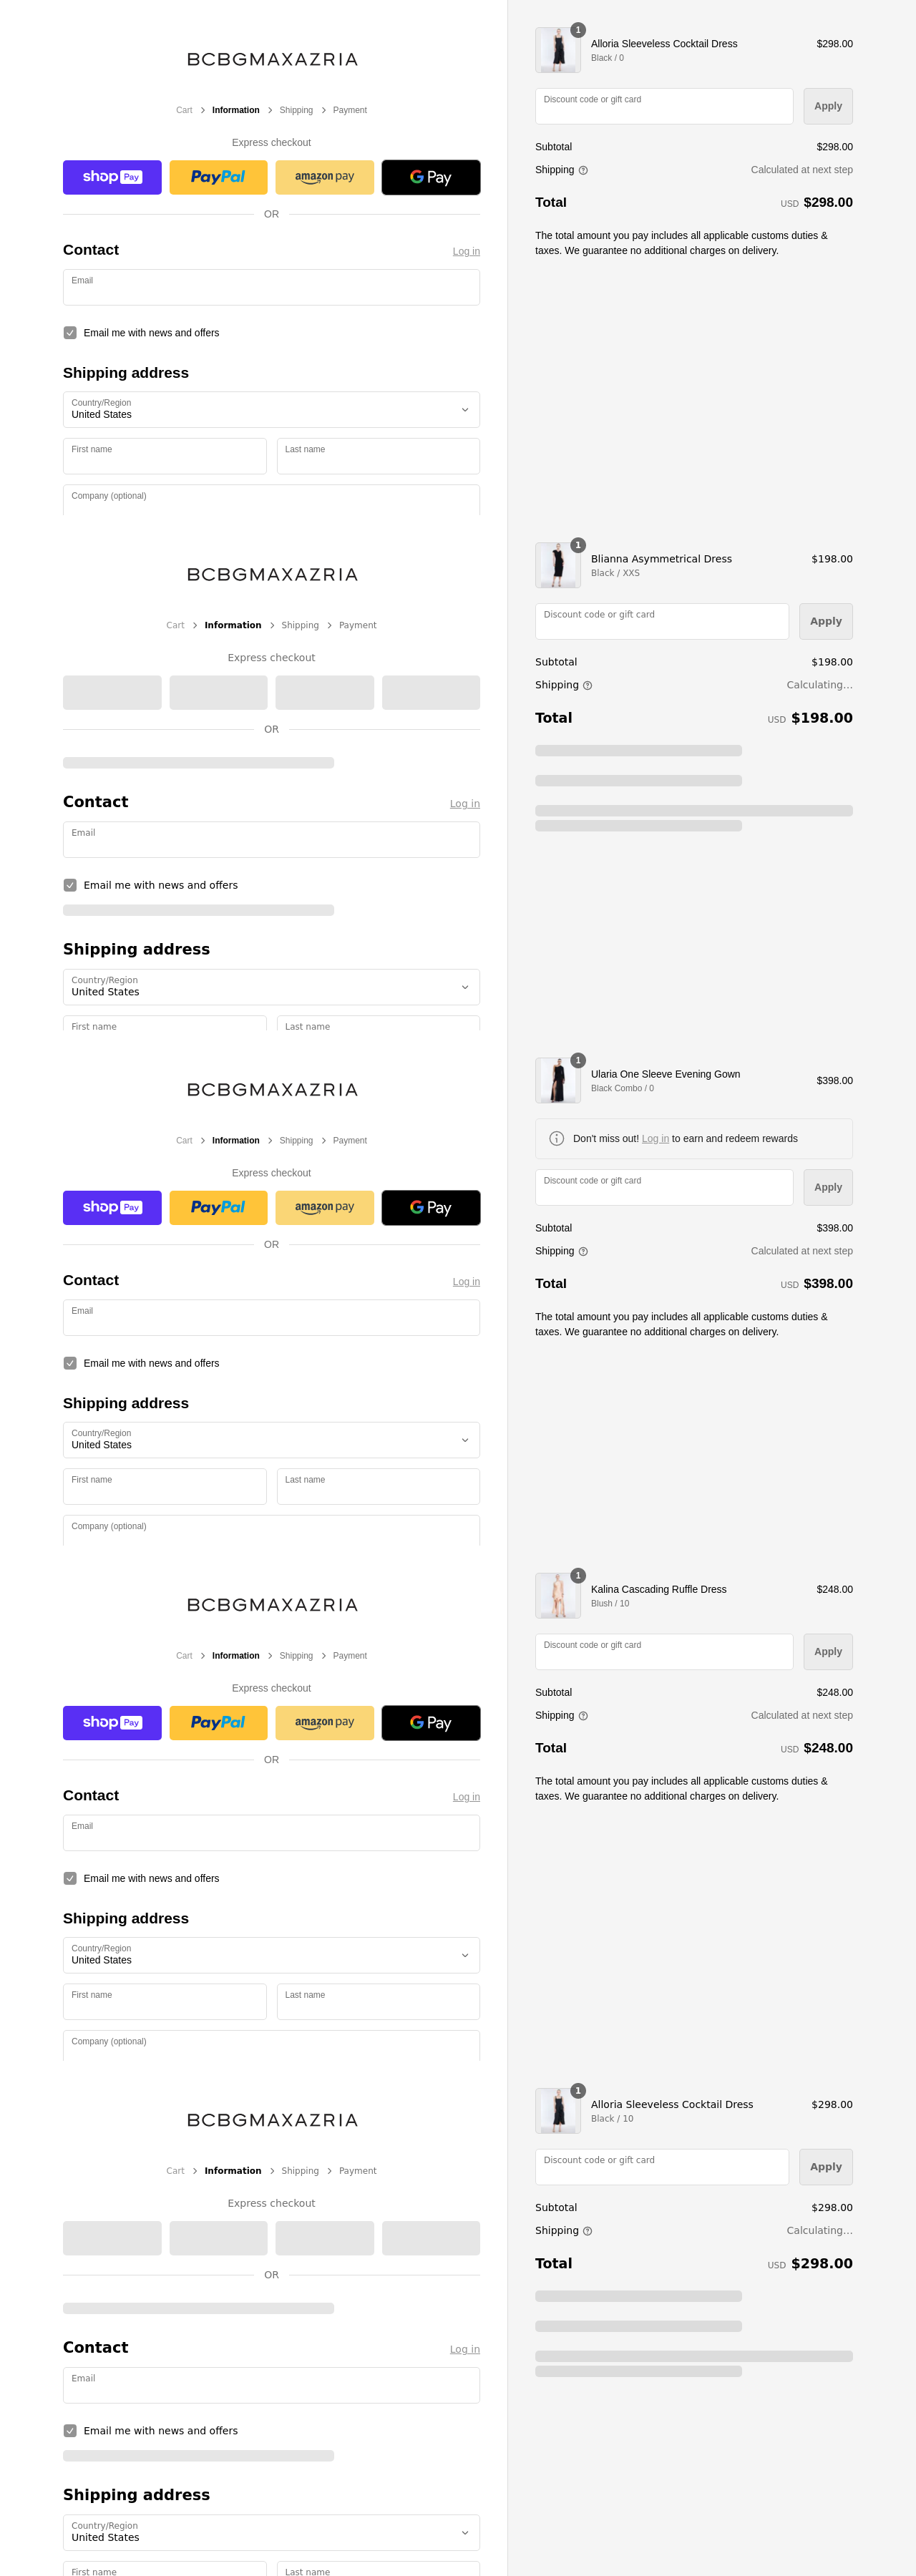 BCBGMAXAZRIA
Cart > Information > Shipping > Payment
Express checkout
shop Pay
PayPal
amazon pay
G Pay
OR
Contact
Log in
Email
Email me with news and offers
Shipping address
Country/Region
United States
First name
Last name
Company (optional)
1
Alloria Sleeveless Cocktail Dress
$298.00
Black / 0
Discount code or gift card
Apply
Subtotal
$298.00
Shipping
Calculated at next step
Total
USD $298.00
The total amount you pay includes all applicable customs duties &
taxes. We guarantee no additional charges on delivery.
BCBGMAXAZRIA
Cart > Information > Shipping > Payment
Express checkout
OR
Contact
Log in
Email
Email me with news and offers
Shipping address
Country/Region
United States
First name
Last name
1
Blianna Asymmetrical Dress
$198.00
Black / XXS
Discount code or gift card
Apply
Subtotal
$198.00
Shipping
Calculating...
Total
USD $198.00
BCBGMAXAZRIA
Cart > Information > Shipping > Payment
Express checkout
shop Pay
PayPal
amazon pay
G Pay
OR
Contact
Log in
Email
Email me with news and offers
Shipping address
Country/Region
United States
First name
Last name
Company (optional)
1
Ularia One Sleeve Evening Gown
Black Combo / 0
$398.00
Don't miss out! Log in to earn and redeem rewards
Discount code or gift card
Apply
Subtotal
$398.00
Shipping
Calculated at next step
Total
USD $398.00
The total amount you pay includes all applicable customs duties &
taxes. We guarantee no additional charges on delivery.
BCBGMAXAZRIA
Cart > Information > Shipping > Payment
Express checkout
shop Pay
PayPal
amazon pay
G Pay
OR
Contact
Log in
Email
Email me with news and offers
Shipping address
Country/Region
United States
First name
Last name
Company (optional)
1
Kalina Cascading Ruffle Dress
$248.00
Blush / 10
Discount code or gift card
Apply
Subtotal
$248.00
Shipping
Calculated at next step
Total
USD $248.00
The total amount you pay includes all applicable customs duties &
taxes. We guarantee no additional charges on delivery.
BCBGMAXAZRIA
Cart > Information > Shipping > Payment
Express checkout
OR
Contact
Log in
Email
Email me with news and offers
Shipping address
Country/Region
United States
First name
Last name
1
Alloria Sleeveless Cocktail Dress
$298.00
Black / 10
Discount code or gift card
Apply
Subtotal
$298.00
Shipping
Calculating...
Total
USD $298.00